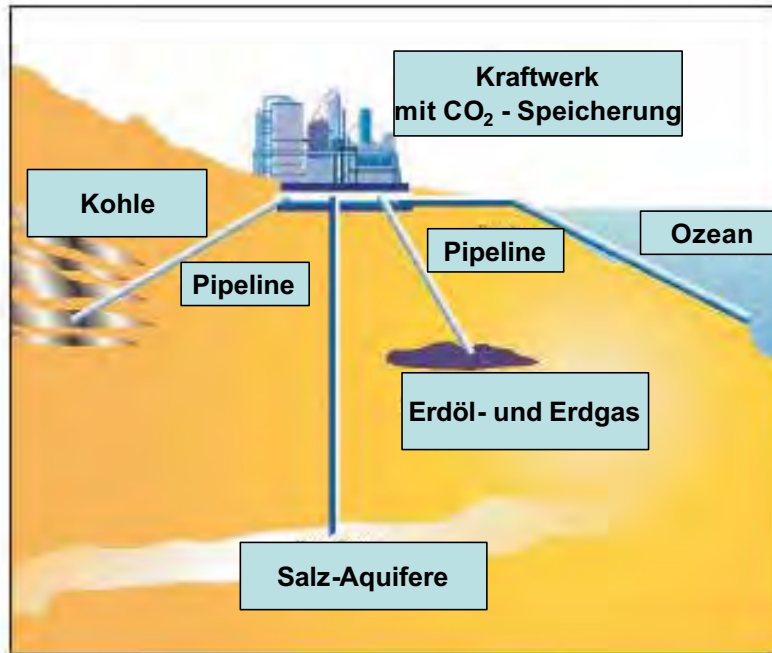 Kraftwerk
mit CO₂ - Speicherung
Kohle
Ozean
Pipeline
Pipeline
Erdöl- und Erdgas
Salz-Aquifere